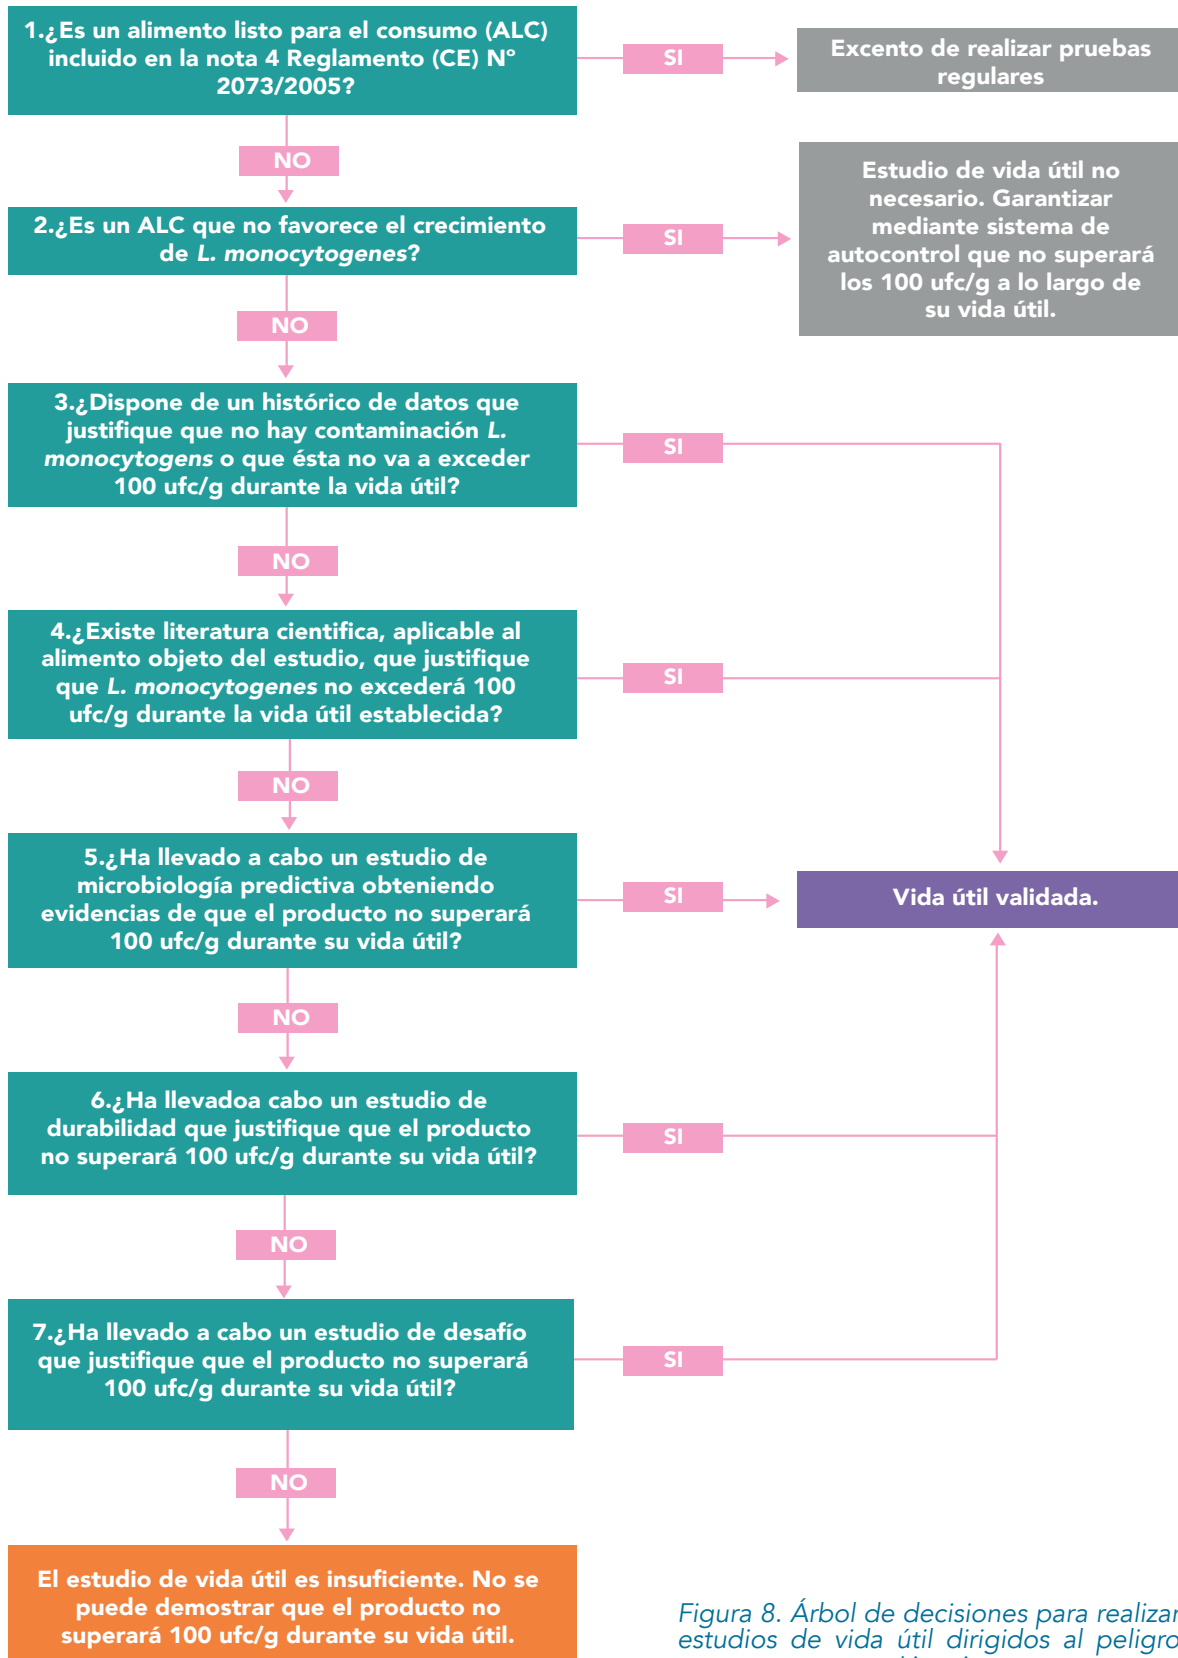 1.¿Es un alimento listo para el consumo (ALC)
incluido en la nota 4 Reglamento (CE) Nº
2073/2005?
SI
Excento de realizar pruebas
regulares
NO
2.¿Es un ALC que no favorece el crecimiento
de L. monocytogenes?
SI
Estudio de vida útil no
necesario. Garantizar
mediante sistema de
autocontrol que no superará
los 100 ufc/g a lo largo de
su vida útil.
NO
3.¿Dispone de un histórico de datos que
justifique que no hay contaminación L.
monocytogens o que ésta no va a exceder
100 ufc/g durante la vida útil?
SI
NO
4.¿Existe literatura cientifica, aplicable al
alimento objeto del estudio, que justifique
que L. monocytogenes no excederá 100
ufc/g durante la vida útil establecida?
SI
NO
5.¿Ha llevado a cabo un estudio de
microbiología predictiva obteniendo
evidencias de que el producto no superará
100 ufc/g durante su vida útil?
SI
Vida útil validada.
NO
6.¿Ha llevadoa cabo un estudio de
durabilidad que justifique que el producto
no superará 100 ufc/g durante su vida útil?
SI
NO
7.¿Ha llevado a cabo un estudio de desafío
que justifique que el producto no superará
100 ufc/g durante su vida útil?
SI
NO
El estudio de vida útil es insuficiente. No se
puede demostrar que el producto no
superará 100 ufc/g durante su vida útil.
Figura 8. Árbol de decisiones para realizar
estudios de vida útil dirigidos al peligro